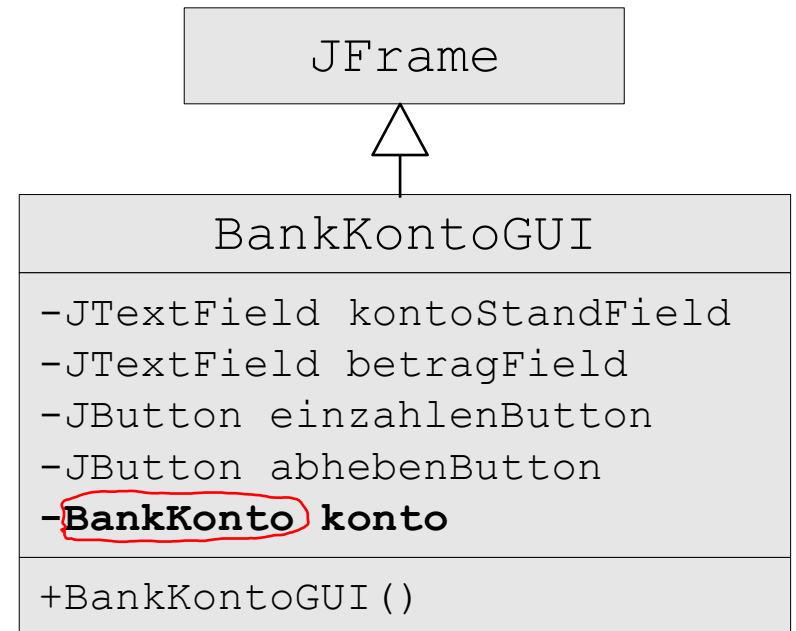 JFrame
BankKontoGUI
-JTextField kontoStandField
-JTextField betragField
-JButton einzahlenButton
-JButton abhebenButton
-BankKonto konto
+BankKontoGUI()